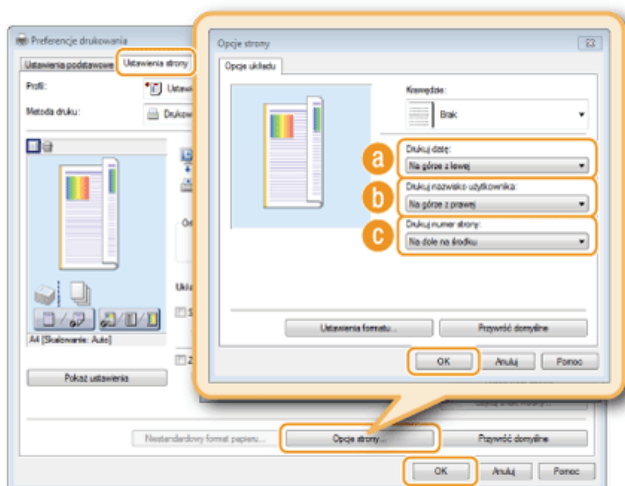 Preferencje drukowania
Ustawienia podstawowe
Ustawienia strony
Profil:
Metoda druku:
A4 [Skalowanie: Auto]
Pokaż ustawienia
Niestandardowy format papieru...
Opcje strony...
Przywróć domyślne
OK
Anuluj
Pomoc
Opcje strony
Opcje układu
Krawędzie:
Brak
a
Drukuj datę:
Na górze z lewej
b
Drukuj nazwisko użytkownika:
Na górze z prawej
c
Drukuj numer strony:
Na dole na środku
Ustawienia formatu...
Przywróć domyślne
OK
Anuluj
Pomoc